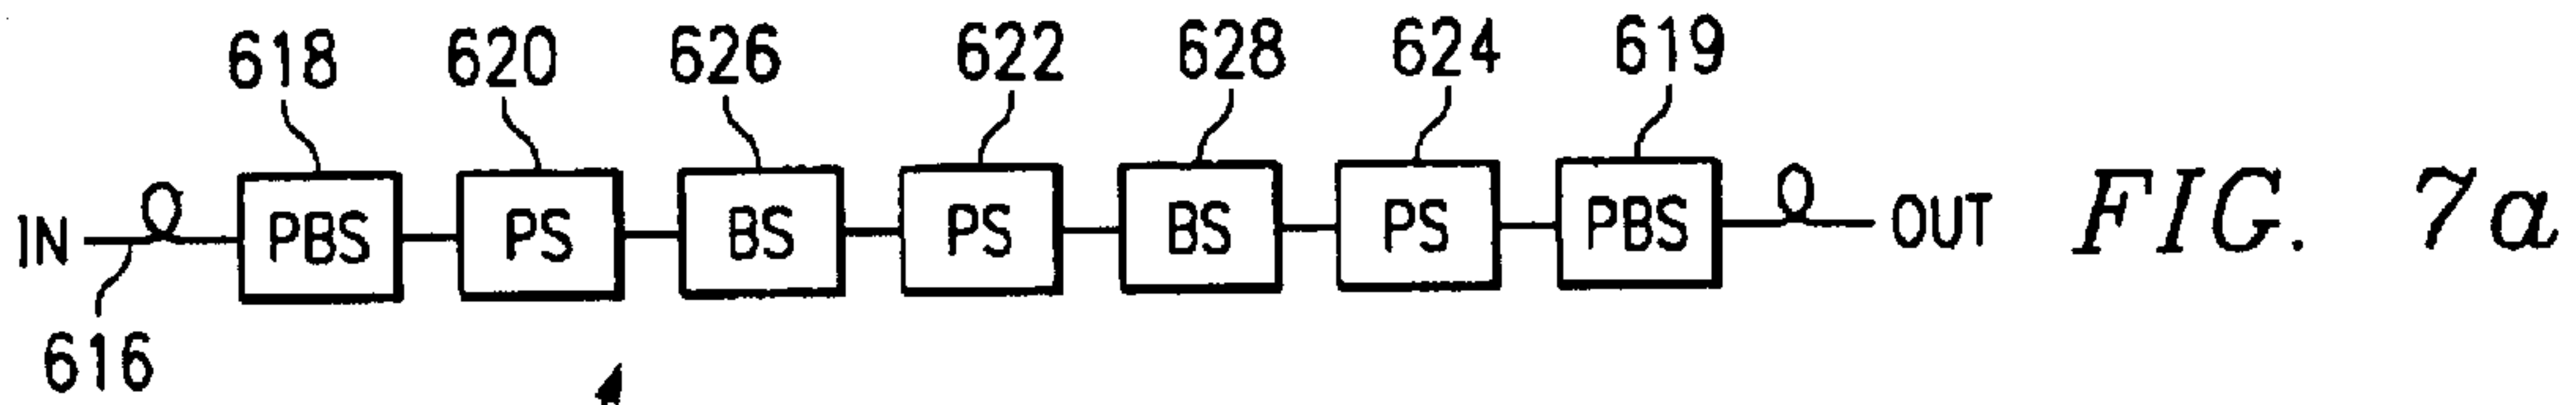 618 620 626 622 628 624 619
IN PBS PS BS PS BS PS PBS OUT FIG. 7a
616